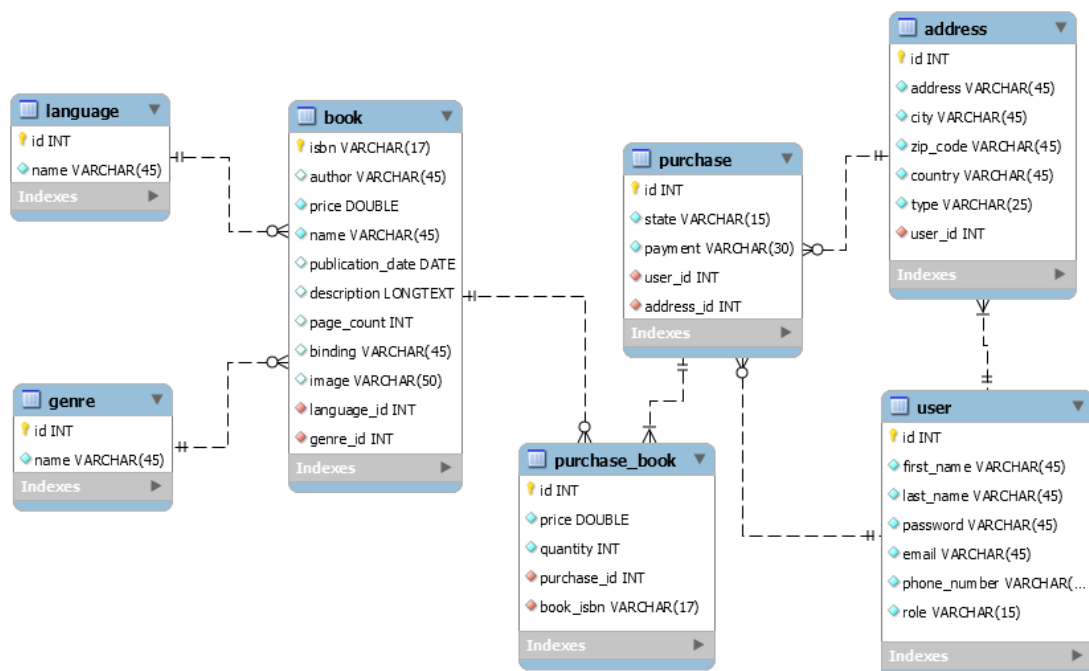 language
id INT
name VARCHAR(45)
Indexes
genre
id INT
name VARCHAR(45)
Indexes
book
isbn VARCHAR(17)
author VARCHAR(45)
price DOUBLE
name VARCHAR(45)
publication_date DATE
description LONGTEXT
page_count INT
binding VARCHAR(45)
image VARCHAR(50)
language_id INT
genre_id INT
Indexes
purchase_book
id INT
price DOUBLE
quantity INT
purchase_id INT
book_isbn VARCHAR(17)
Indexes
purchase
id INT
state VARCHAR(15)
payment VARCHAR(30)
user_id INT
address_id INT
Indexes
address
id INT
address VARCHAR(45)
city VARCHAR(45)
zip_code VARCHAR(45)
country VARCHAR(45)
type VARCHAR(25)
user_id INT
Indexes
user
id INT
first_name VARCHAR(45)
last_name VARCHAR(45)
password VARCHAR(45)
email VARCHAR(45)
phone_number VARCHAR(...
role VARCHAR(15)
Indexes